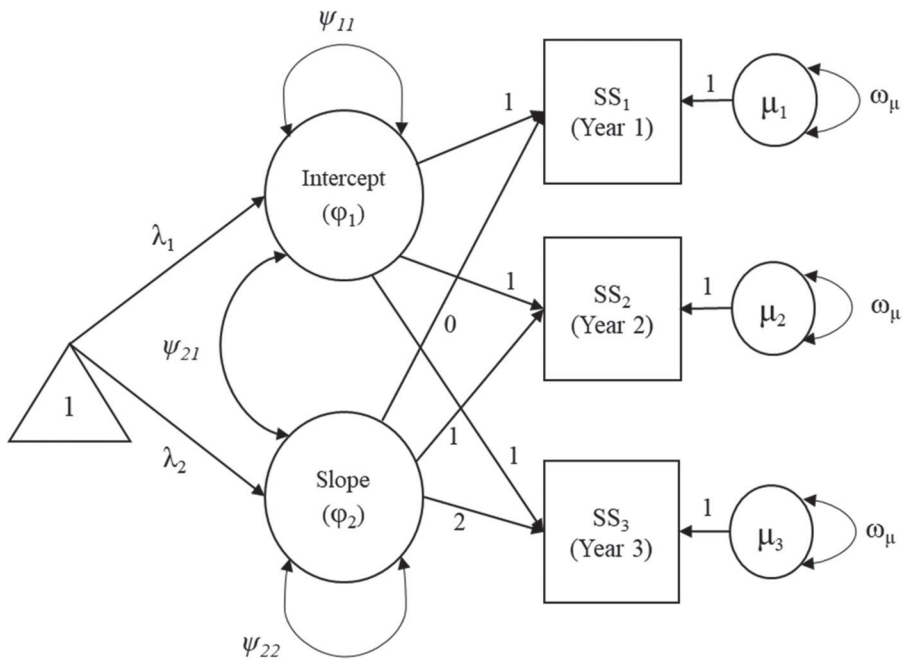 ψ11
1
SS1
(Year 1)
1
μ1
ωμ
Intercept
(φ1)
λ1
1
SS2
(Year 2)
1
μ2
ωμ
0
ψ21
1
λ2
1
1
Slope
(φ2)
2
SS3
(Year 3)
1
μ3
ωμ
ψ22